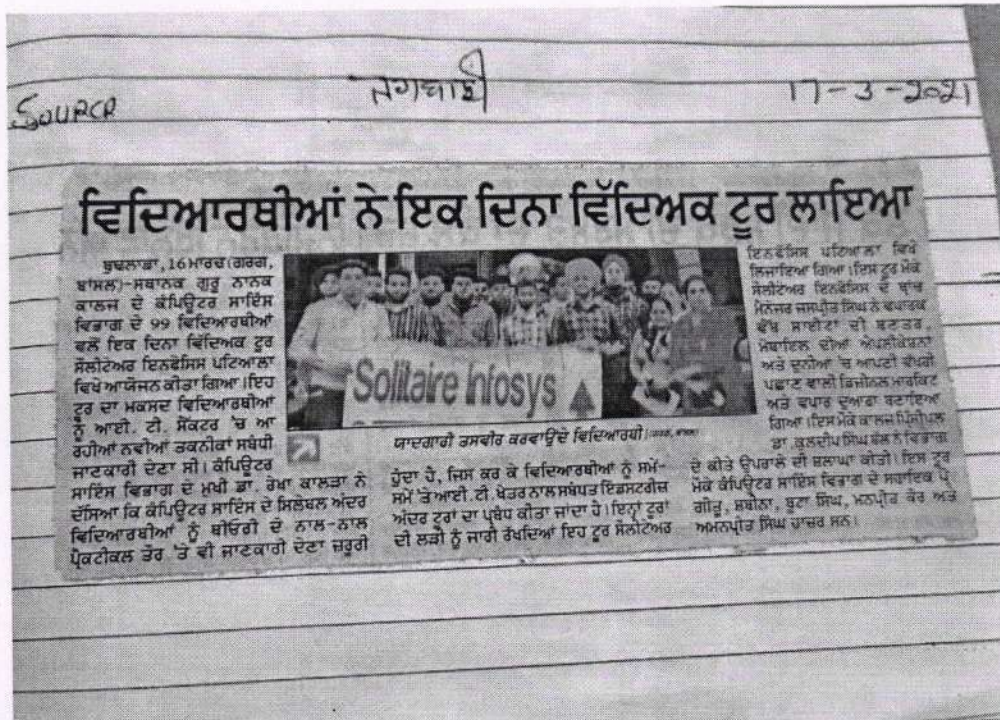 Source
ਜਗਬਾਣੀ
17-3-2021
ਵਿਦਿਆਰਥੀਆਂ ਨੇ ਇਕ ਦਿਨਾ ਵਿੱਦਿਅਕ ਟੂਰ ਲਾਇਆ
ਬੁਢਲਾਡਾ, 16 ਮਾਰਚ (ਗਰਗ,
ਬਾਂਸਲ)-ਸਥਾਨਕ ਗੁਰੂ ਨਾਨਕ
ਕਾਲਜ ਦੇ ਕੰਪਿਊਟਰ ਸਾਇੰਸ
ਵਿਭਾਗ ਦੇ 99 ਵਿਦਿਆਰਥੀਆਂ
ਵਲੋਂ ਇਕ ਦਿਨਾ ਵਿੱਦਿਅਕ ਟੂਰ
ਸੌਲੀਟੇਅਰ ਇਨਫੋਸਿਸ ਪਟਿਆਲਾ
ਵਿਖੇ ਆਯੋਜਨ ਕੀਤਾ ਗਿਆ। ਇਹ
ਟੂਰ ਦਾ ਮਕਸਦ ਵਿਦਿਆਰਥੀਆਂ
ਨੂੰ ਆਈ. ਟੀ. ਸੈਕਟਰ 'ਚ ਆ
ਰਹੀਆਂ ਨਵੀਆਂ ਤਕਨੀਕਾਂ ਸਬੰਧੀ
ਜਾਣਕਾਰੀ ਦੇਣਾ ਸੀ। ਕੰਪਿਊਟਰ
ਸਾਇੰਸ ਵਿਭਾਗ ਦੇ ਮੁਖੀ ਡਾ. ਰੇਖਾ ਕਾਲੜਾ ਨੇ
ਦੱਸਿਆ ਕਿ ਕੰਪਿਊਟਰ ਸਾਇੰਸ ਦੇ ਸਿਲੇਬਲ ਅੰਦਰ
ਵਿਦਿਆਰਥੀਆਂ ਨੂੰ ਥੀਓਰੀ ਦੇ ਨਾਲ-ਨਾਲ
ਪ੍ਰੈਕਟੀਕਲ ਤੌਰ 'ਤੇ ਵੀ ਜਾਣਕਾਰੀ ਦੇਣਾ ਜ਼ਰੂਰੀ
Solitaire Infosys
ਯਾਦਗਾਰੀ ਤਸਵੀਰ ਕਰਵਾਉਂਦੇ ਵਿਦਿਆਰਥੀ।
ਹੁੰਦਾ ਹੈ, ਜਿਸ ਕਰ ਕੇ ਵਿਦਿਆਰਥੀਆਂ ਨੂੰ ਸਮੇਂ-
ਸਮੇਂ 'ਤੇ ਆਈ. ਟੀ. ਖੇਤਰ ਨਾਲ ਸਬੰਧਤ ਇੰਡਸਟਰੀਜ਼
ਅੰਦਰ ਟੂਰਾਂ ਦਾ ਪ੍ਰਬੰਧ ਕੀਤਾ ਜਾਂਦਾ ਹੈ। ਇਨ੍ਹਾਂ ਟੂਰਾਂ
ਦੀ ਲੜੀ ਨੂੰ ਜਾਰੀ ਰੱਖਦਿਆਂ ਇਹ ਟੂਰ ਸੌਲੀਟੇਅਰ
ਇਨਫੋਸਿਸ ਪਟਿਆਲਾ ਵਿਖੇ
ਲਿਜਾਇਆ ਗਿਆ। ਇਸ ਟੂਰ ਮੌਕੇ
ਸੌਲੀਟੇਅਰ ਇਨਫੋਸਿਸ ਦੇ ਬ੍ਰਾਂਚ
ਮੈਨੇਜਰ ਜਸਪ੍ਰੀਤ ਸਿੰਘ ਨੇ ਵਪਾਰਕ
ਵੈੱਬ ਸਾਈਟਾਂ ਦੀ ਬਣਤਰ,
ਮੋਬਾਇਲ ਦੀਆਂ ਐਪਲੀਕੇਸ਼ਨਾਂ
ਅਤੇ ਦੁਨੀਆ 'ਚ ਆਪਣੀ ਵੱਖਰੀ
ਪਛਾਣ ਵਾਲੀ ਡਿਜੀਨਲ ਮਾਰਕਿਟ
ਅਤੇ ਵਪਾਰ ਦੁਆਰਾ ਬਣਾਇਆ
ਗਿਆ। ਇਸ ਮੌਕੇ ਕਾਲਜ ਪ੍ਰਿੰਸੀਪਲ
ਡਾ. ਕੁਲਦੀਪ ਸਿੰਘ ਬੱਲ ਨੇ ਵਿਭਾਗ
ਦੇ ਕੀਤੇ ਉਪਰਾਲੇ ਦੀ ਸ਼ਲਾਘਾ ਕੀਤੀ। ਇਸ ਟੂਰ
ਮੌਕੇ ਕੰਪਿਊਟਰ ਸਾਇੰਸ ਵਿਭਾਗ ਦੇ ਸਹਾਇਕ ਪ੍ਰੋ
ਗੀਤੂ, ਸ਼ਬੀਨਾ, ਬੂਟਾ ਸਿੰਘ, ਮਨਪ੍ਰੀਤ ਕੌਰ ਅਤੇ
ਅਮਨਪ੍ਰੀਤ ਸਿੰਘ ਹਾਜ਼ਰ ਸਨ।